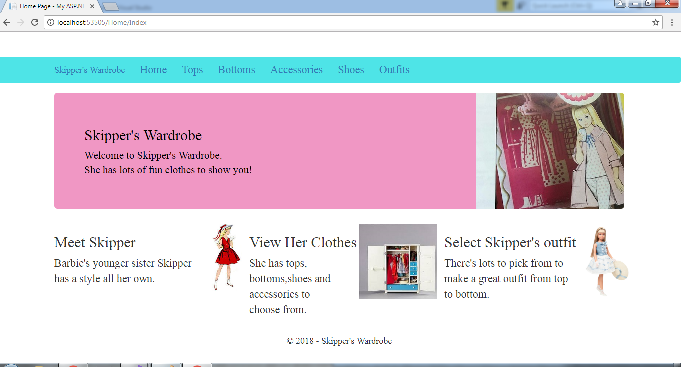 Home Page - My ASP.NE
localhost:53505/Home/Index
Skipper's Wardrobe Home Tops Bottoms Accessories Shoes Outfits
Skipper's Wardrobe
Welcome to Skipper's Wardrobe.
She has lots of fun clothes to show you!
Meet Skipper
Barbie's younger sister Skipper
has a style all her own.
View Her Clothes
She has tops,
bottoms,shoes and
accessories to
choose from.
Select Skipper's outfit
There's lots to pick from to
make a great outfit from top
to bottom.
© 2018 - Skipper's Wardrobe